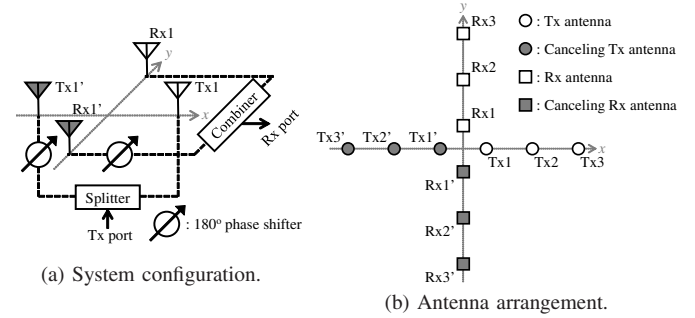 Rx1
y
Tx1'
Tx1
Rx1'
x
Combiner
Rx port
Splitter
Tx port
: 180° phase shifter
(a) System configuration.
y
Rx3
Rx2
Rx1
: Tx antenna
: Canceling Tx antenna
: Rx antenna
: Canceling Rx antenna
Tx3' Tx2' Tx1'
x
Tx1 Tx2 Tx3
Rx1'
Rx2'
Rx3'
(b) Antenna arrangement.